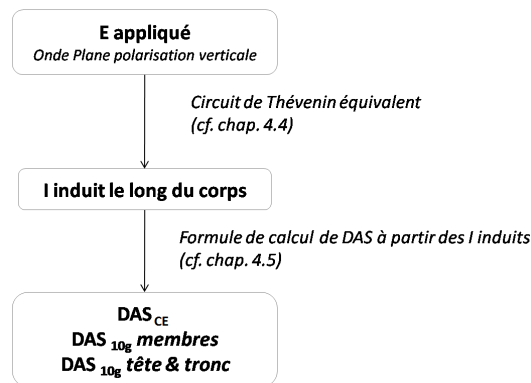 E appliqué
Onde Plane polarisation verticale
Circuit de Thévenin équivalent
(cf. chap. 4.4)
I induit le long du corps
Formule de calcul de DAS à partir des I induits
(cf. chap. 4.5)
DAS CE
DAS 10g membres
DAS 10g tête & tronc